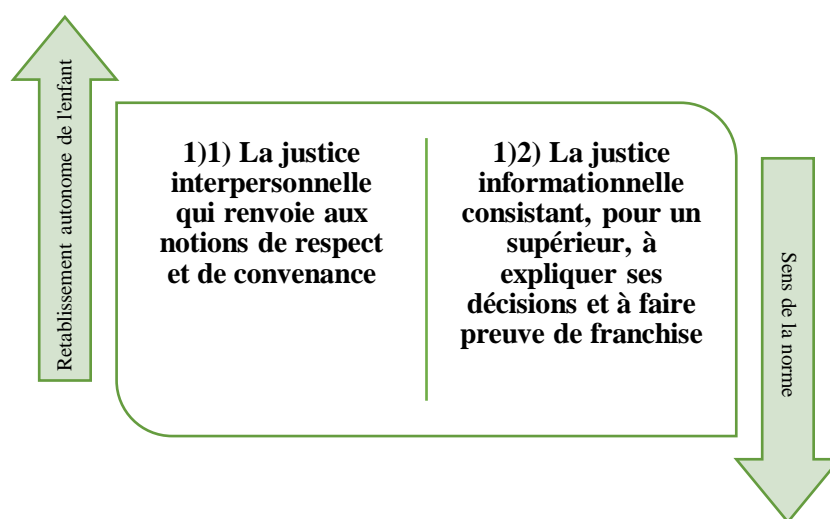 Retablissement autonome de l'enfant
1)1) La justice
interpersonnelle
qui renvoie aux
notions de respect
et de convenance
1)2) La justice
informationnelle
consistant, pour un
supérieur, à
expliquer ses
décisions et à faire
preuve de franchise
Sens de la norme